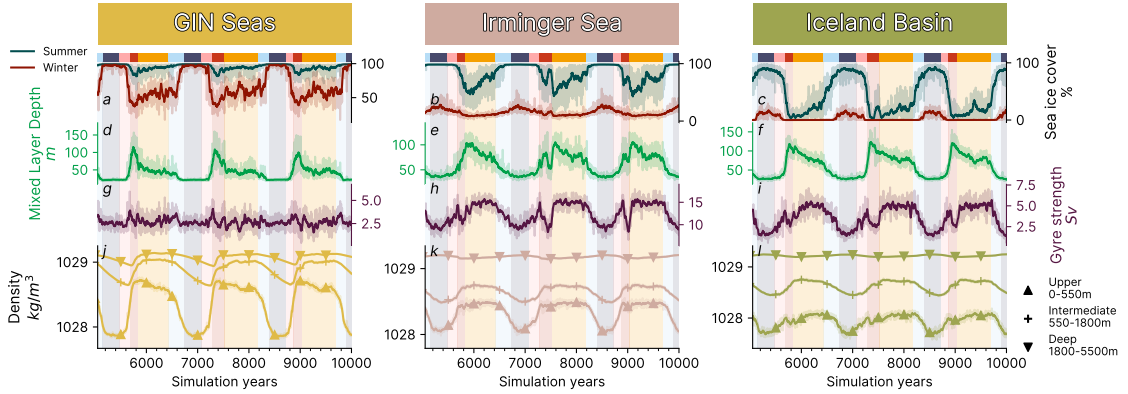 GIN Seas
Irminger Sea
Iceland Basin
Summer
Winter
a
b
c
100
50
100
0
100
0
Sea ice cover
%
Mixed Layer Depth
m
d
e
f
150
100
50
100
50
150
100
50
g
h
i
5.0
2.5
15
10
7.5
5.0
2.5
Gyre strength
Sv
Density
kg/m³
j
k
l
1029
1028
1029
1028
1029
1028
Upper
0-550m
Intermediate
550-1800m
Deep
1800-5500m
6000 7000 8000 9000 10000
6000 7000 8000 9000 10000
6000 7000 8000 9000 10000
Simulation years
Simulation years
Simulation years